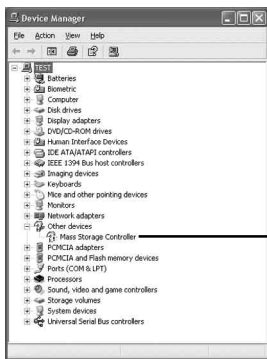 Device Manager
File Action View Help
TEST
Batteries
Biometric
Computer
Disk drives
Display adapters
DVD/CD-ROM drives
Human Interface Devices
IDE ATA/ATAPI controllers
IEEE 1394 Bus host controllers
Imaging devices
Keyboards
Mice and other pointing devices
Monitors
Network adapters
Other devices
Mass Storage Controller
PCMCIA adapters
PCMCIA and Flash memory devices
Ports (COM & LPT)
Processors
Sound, video and game controllers
Storage volumes
System devices
Universal Serial Bus controllers